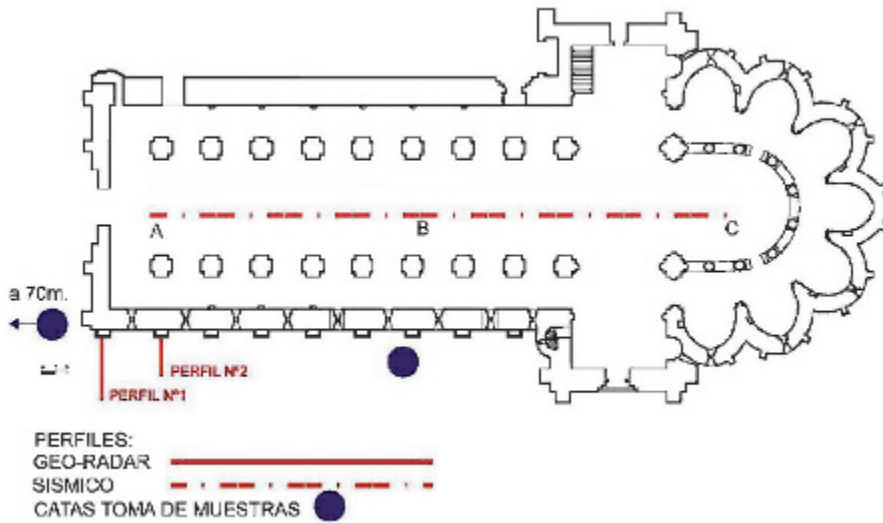 A
B
C
a 70m.
PERFIL Nº2
PERFIL Nº1
PERFILES:
GEO-RADAR
SISMICO
CATAS TOMA DE MUESTRAS